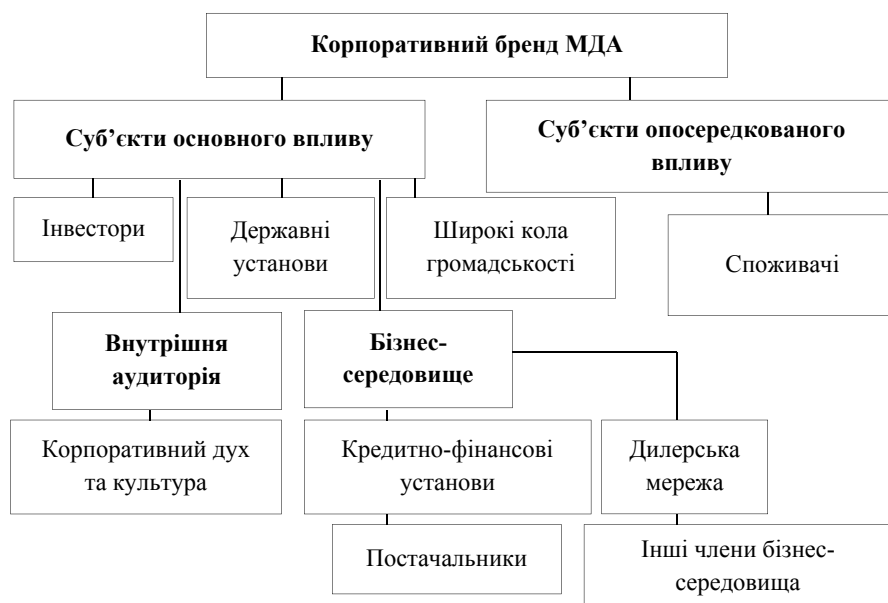 Корпоративний бренд МДА
Суб’єкти основного впливу
Суб’єкти опосередкованого
впливу
Інвестори
Державні
установи
Широкі кола
громадськості
Споживачі
Внутрішня
аудиторія
Бізнес-
середовище
Корпоративний дух
та культура
Кредитно-фінансові
установи
Дилерська
мережа
Постачальники
Інші члени бізнес-
середовища